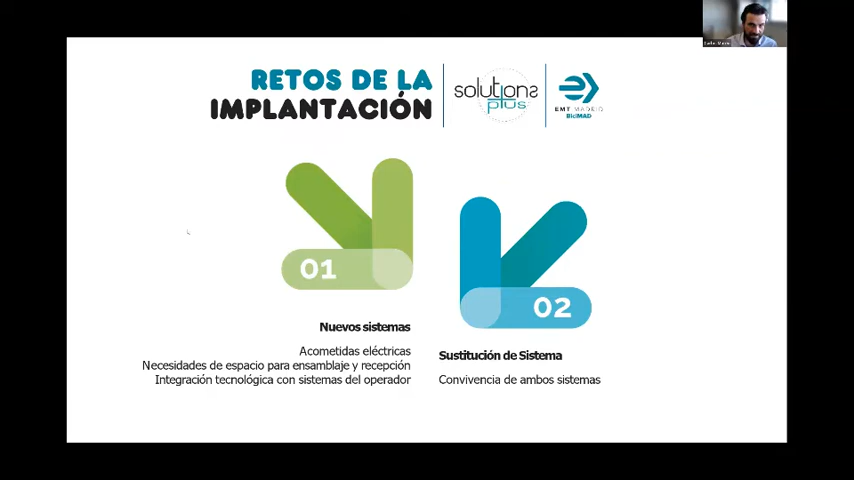 RETOS DE LA
IMPLANTACIÓN
solutions
plus
EMT MADRID
BiciMAD
01
02
Nuevos sistemas
Acometidas eléctricas
Necesidades de espacio para ensamblaje y recepción
Integración tecnológica con sistemas del operador
Sustitución de Sistema
Convivencia de ambos sistemas